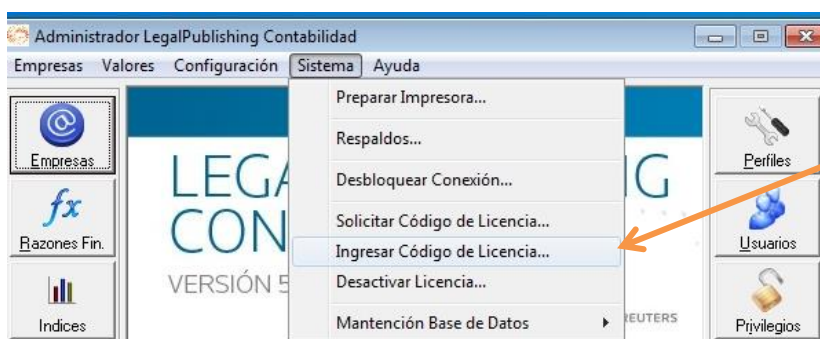 Administrador LegalPublishing Contabilidad
Empresas Valores Configuración Sistema Ayuda
Empresas
Razones Fin.
Indices
LEGA
CON
VERSIÓN 5
NG
REUTERS
Preparar Impresora...
Respaldos...
Desbloquear Conexión...
Solicitar Código de Licencia...
Ingresar Código de Licencia...
Desactivar Licencia...
Mantención Base de Datos
Perfiles
Usuarios
Privilegios